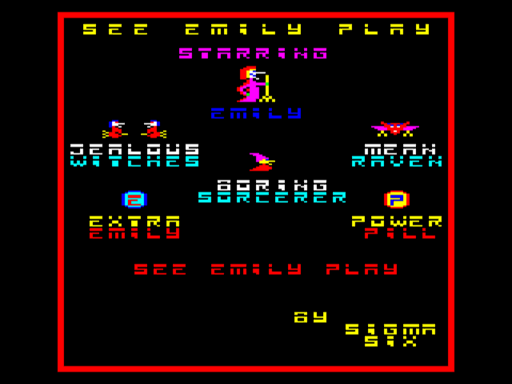 SEE EMILY PLAY
STARRING
EMILY
JEALOUS
WITCHES
MEAN
RAVEN
BORING
SORCERER
E
P
EXTRA
EMILY
POWER
PILL
SEE EMILY PLAY
BY
SIGMA
SIX